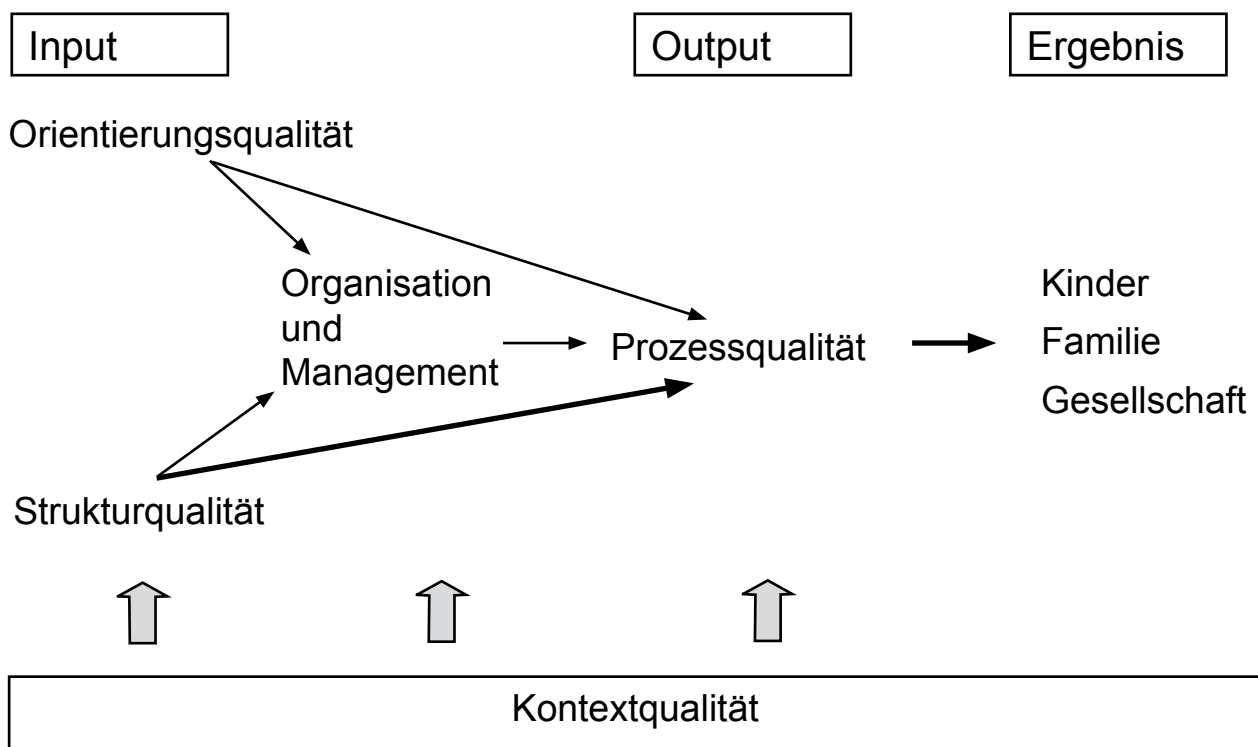 Input
Output
Ergebnis
Orientierungsqualität
Organisation
und
Management
Prozessqualität
Kinder
Familie
Gesellschaft
Strukturqualität
Kontextqualität